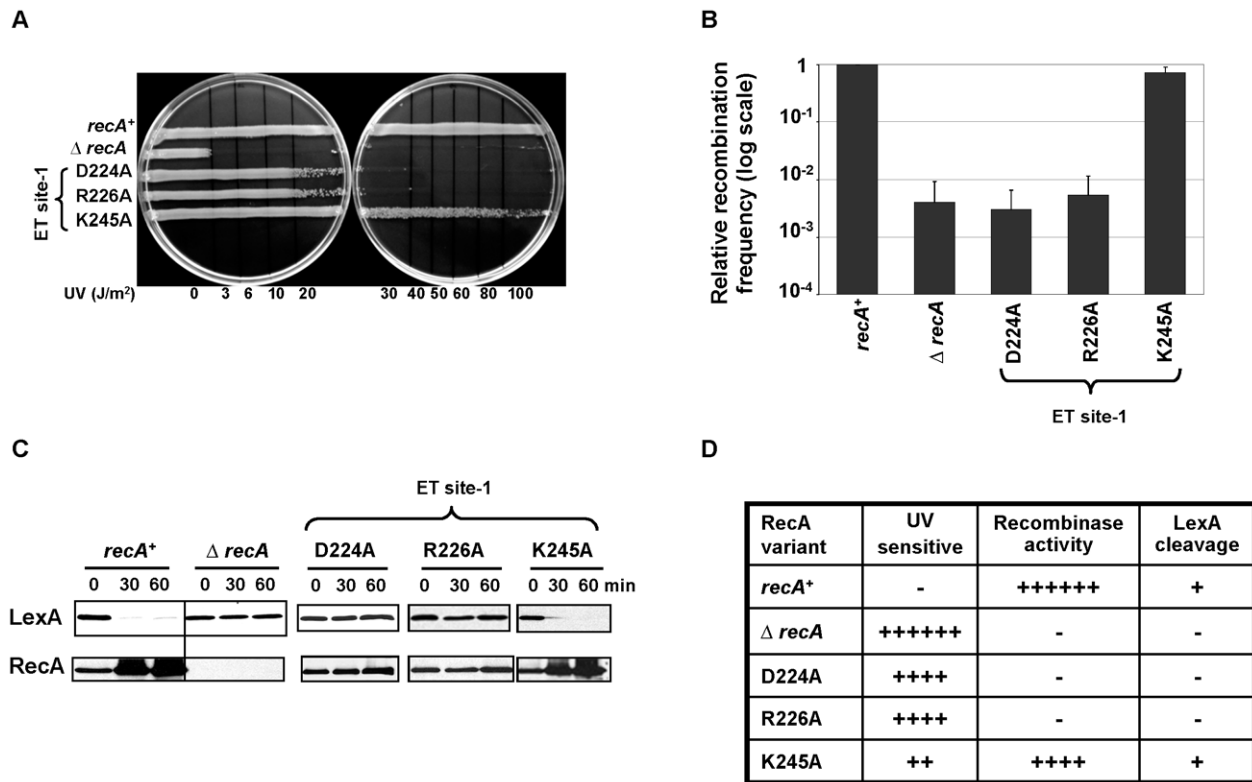 A
recA+
Δ recA
D224A
R226A
K245A
ET site-1
UV (J/m²) 0 3 6 10 20 30 40 50 60 80 100
B
Relative recombination frequency (log scale)
1
10⁻¹
10⁻²
10⁻³
10⁻⁴
recA+
Δ recA
D224A
R226A
K245A
ET site-1
C
ET site-1
recA+ Δ recA D224A R226A K245A
0 30 60 0 30 60 0 30 60 0 30 60 0 30 60 min
LexA
RecA
D
RecA variant UV sensitive Recombinase activity LexA cleavage
recA+ - ++++++ +
Δ recA ++++++ - -
D224A ++++ - -
R226A ++++ - -
K245A ++ ++++ +